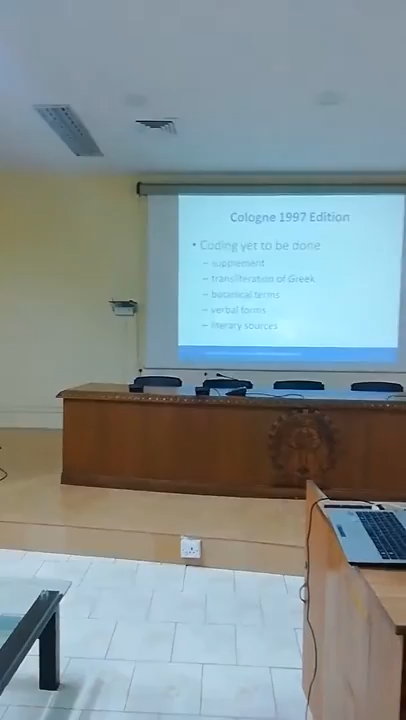 Cologne 1997 Edition
• Coding yet to be done
– supplement
– transliteration of Greek
– botanical terms
– verbal forms
– literary sources